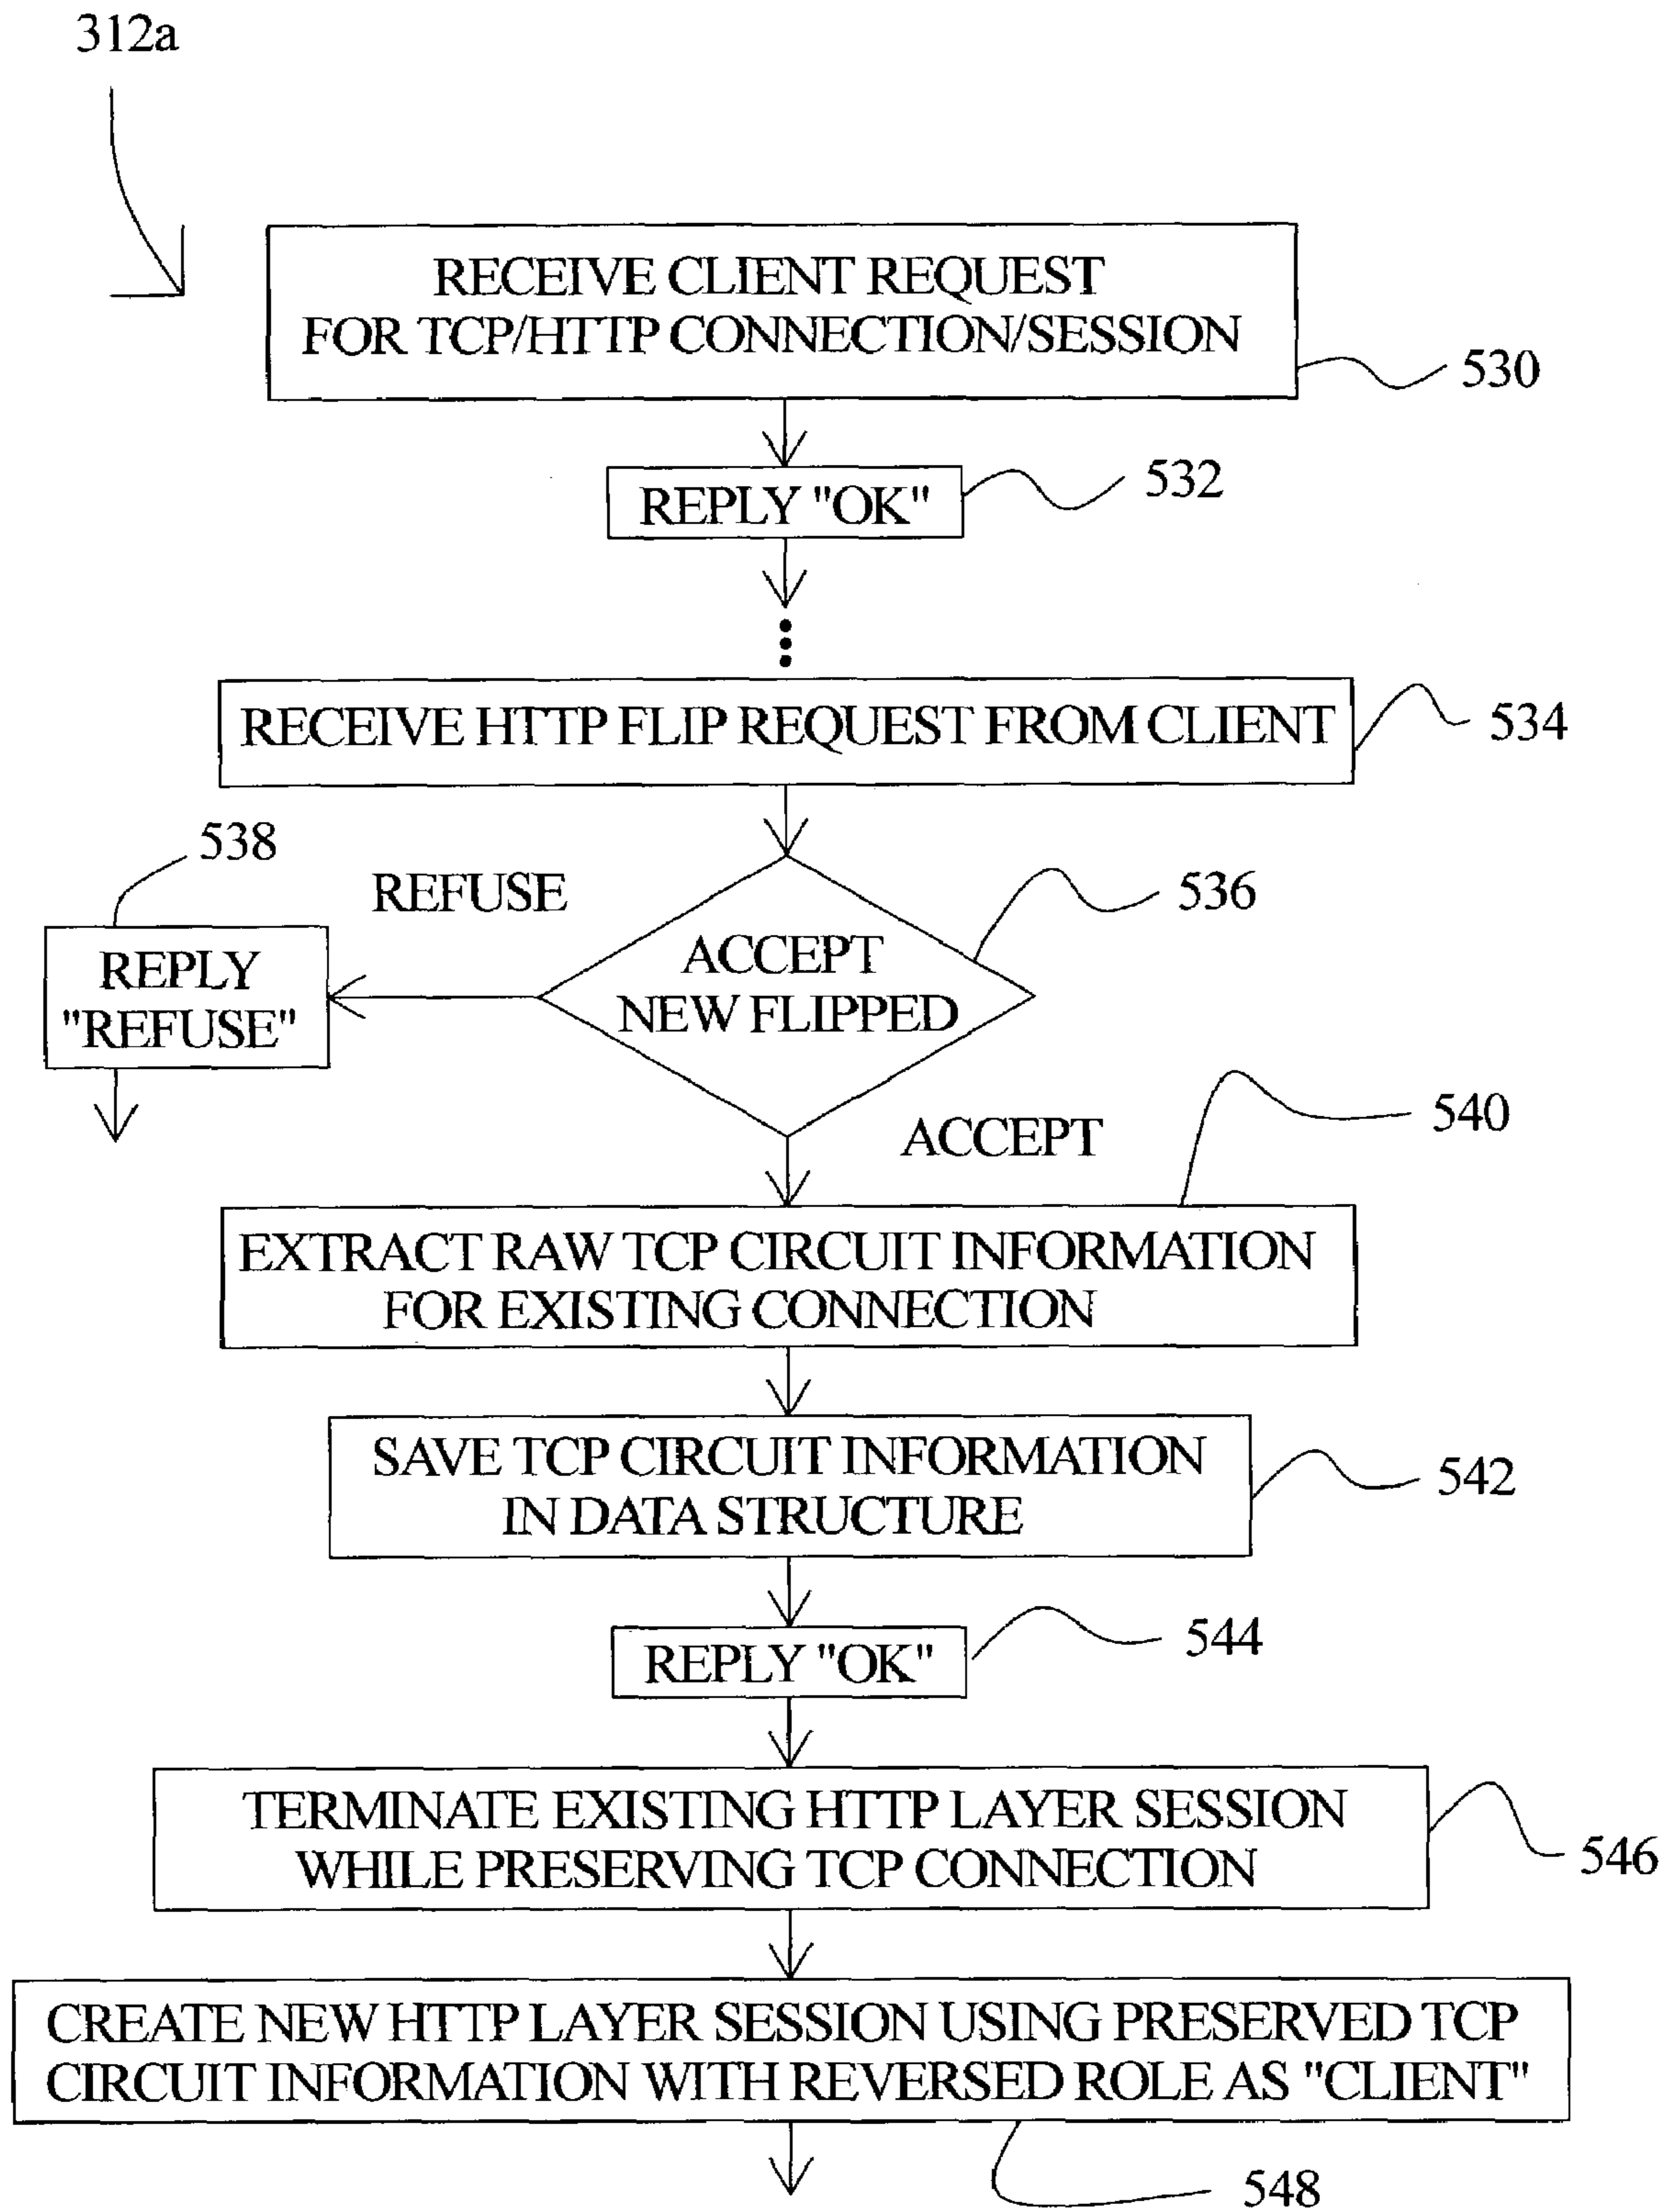 312a
RECEIVE CLIENT REQUEST
FOR TCP/HTTP CONNECTION/SESSION
530
REPLY "OK"
532
RECEIVE HTTP FLIP REQUEST FROM CLIENT
534
538
REFUSE
536
REPLY
"REFUSE"
ACCEPT
NEW FLIPPED
540
ACCEPT
EXTRACT RAW TCP CIRCUIT INFORMATION
FOR EXISTING CONNECTION
SAVE TCP CIRCUIT INFORMATION
IN DATA STRUCTURE
542
REPLY "OK"
544
TERMINATE EXISTING HTTP LAYER SESSION
WHILE PRESERVING TCP CONNECTION
546
CREATE NEW HTTP LAYER SESSION USING PRESERVED TCP
CIRCUIT INFORMATION WITH REVERSED ROLE AS "CLIENT"
548